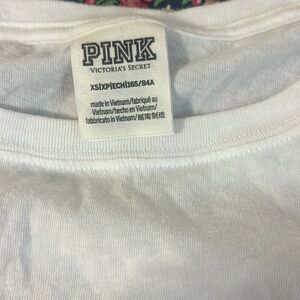 PINK
VICTORIA'S SECRET
XS|XP|ECH|165/84A
made in Vietnam/fabriqué au
Vietnam/hecho en Vietnam/
fabbricato in Vietnam/越南制造